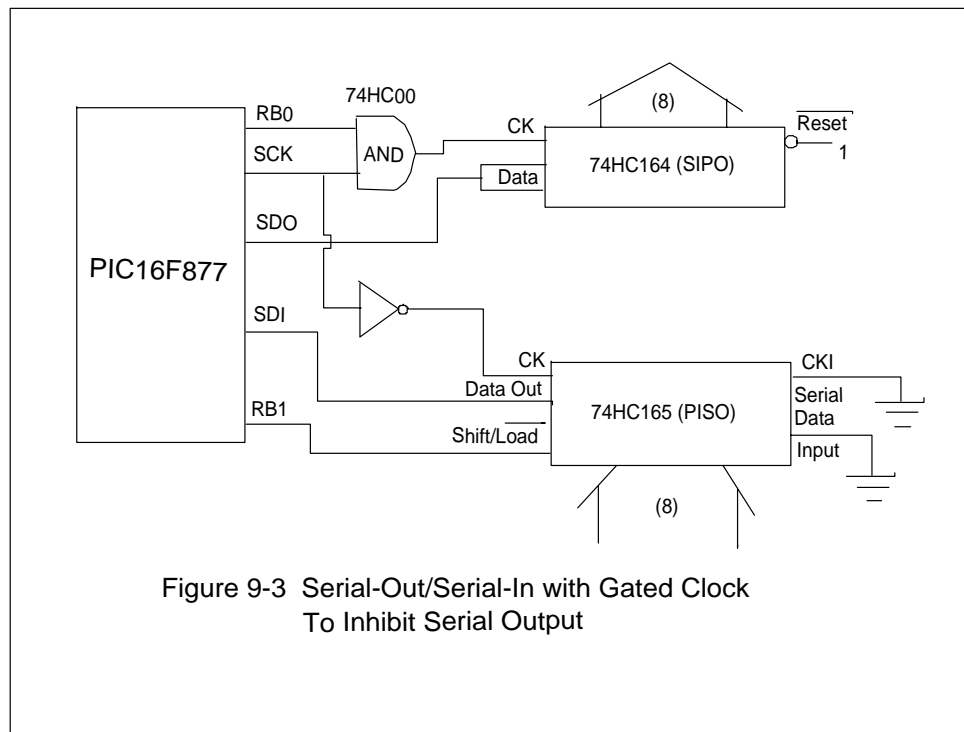 74HC00
RB0
SCK
AND
SDO
PIC16F877
SDI
RB1
CK
Data
(8)
74HC164 (SIPO)
Reset
1
CK
Data Out
Shift/Load
74HC165 (PISO)
CKI
Serial
Data
Input
(8)
Figure 9-3 Serial-Out/Serial-In with Gated Clock
To Inhibit Serial Output